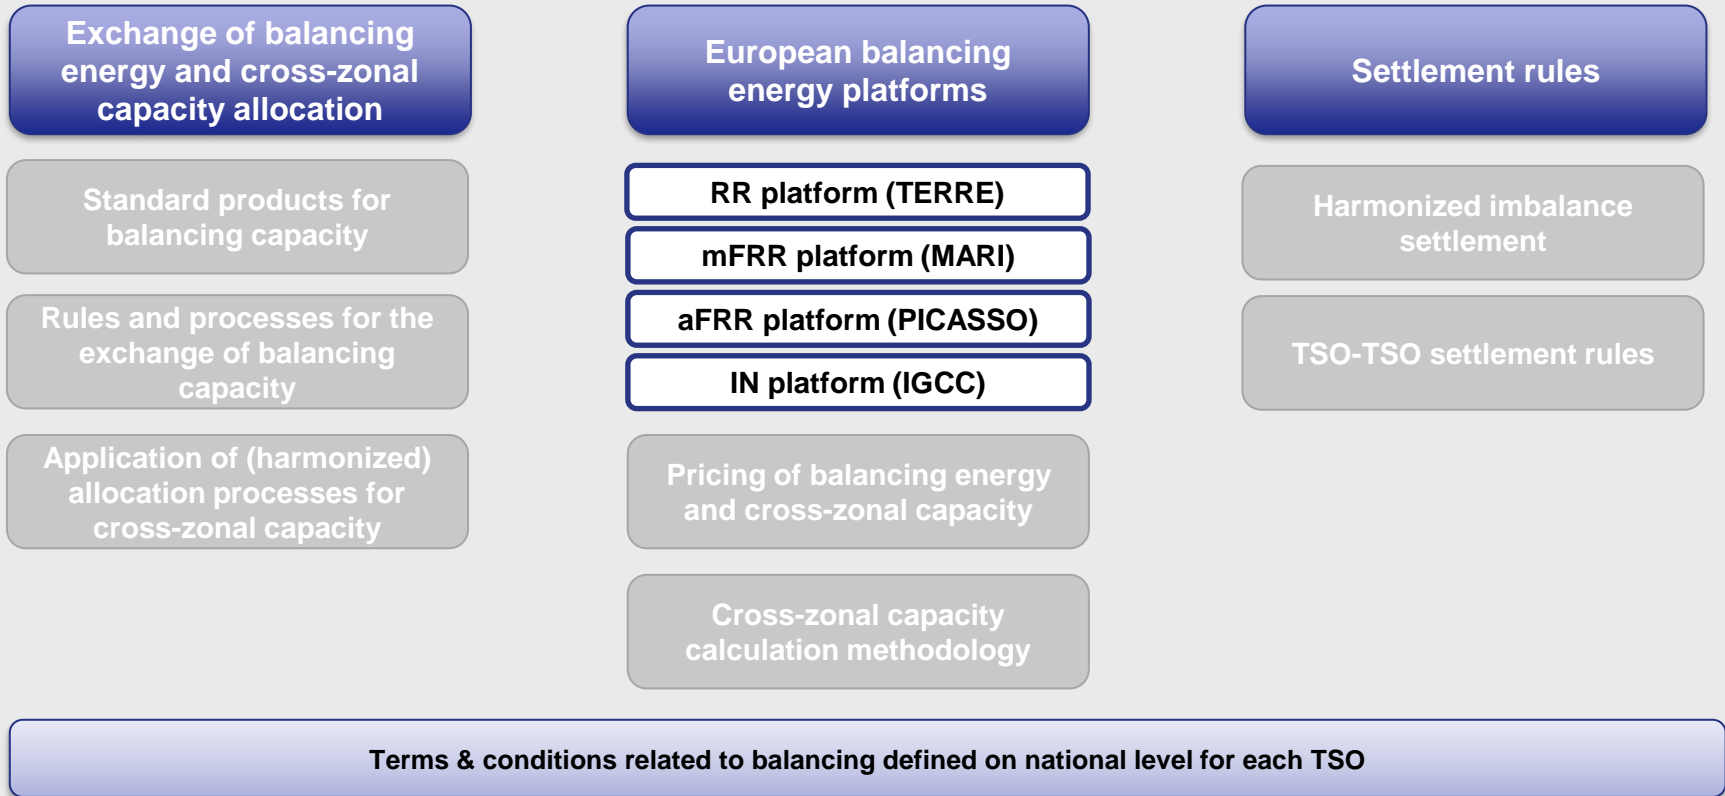 Exchange of balancing
energy and cross-zonal
capacity allocation
Standard products for
balancing capacity
Rules and processes for the
exchange of balancing
capacity
Application of (harmonized)
allocation processes for
cross-zonal capacity
European balancing
energy platforms
RR platform (TERRE)
mFRR platform (MARI)
aFRR platform (PICASSO)
IN platform (IGCC)
Pricing of balancing energy
and cross-zonal capacity
Cross-zonal capacity
calculation methodology
Settlement rules
Harmonized imbalance
settlement
TSO-TSO settlement rules
Terms & conditions related to balancing defined on national level for each TSO